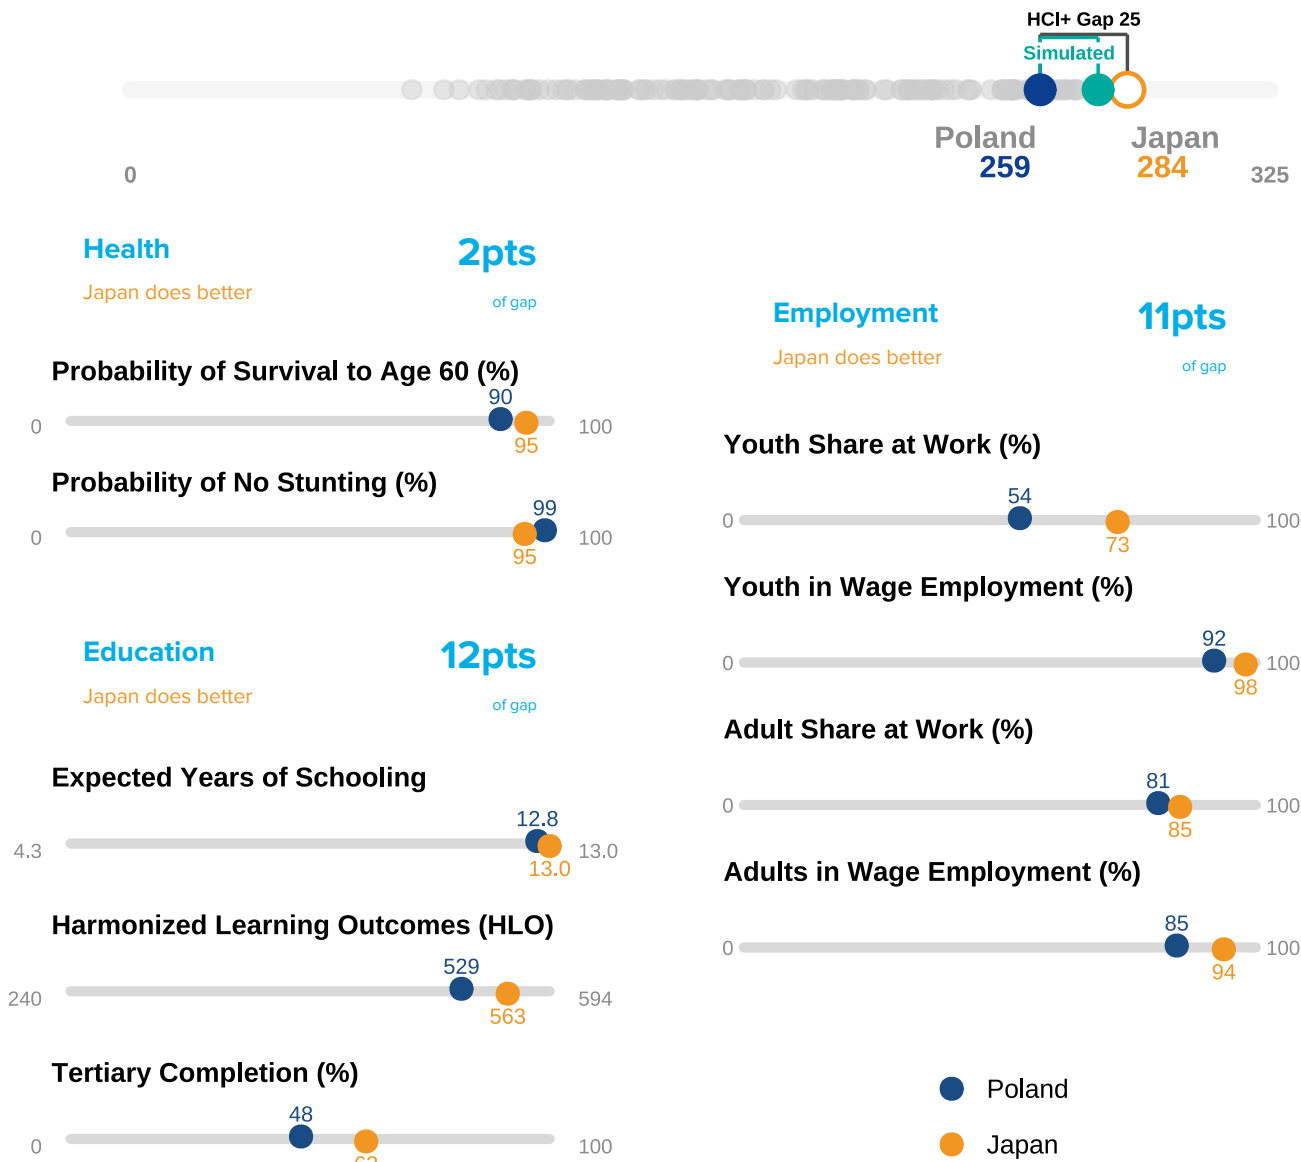 HCI+ Gap 25
Simulated
Poland
259
Japan
284
0
325
Health
2pts
Japan does better
of gap
Probability of Survival to Age 60 (%)
90
0
100
95
Probability of No Stunting (%)
99
0
100
95
Education
12pts
Japan does better
of gap
Expected Years of Schooling
12.8
4.3
13.0
13.0
Harmonized Learning Outcomes (HLO)
529
240
594
563
Tertiary Completion (%)
48
0
100
Employment
11pts
Japan does better
of gap
Youth Share at Work (%)
54
0
100
73
Youth in Wage Employment (%)
92
0
100
98
Adult Share at Work (%)
81
0
100
85
Adults in Wage Employment (%)
85
0
100
94
Poland
Japan